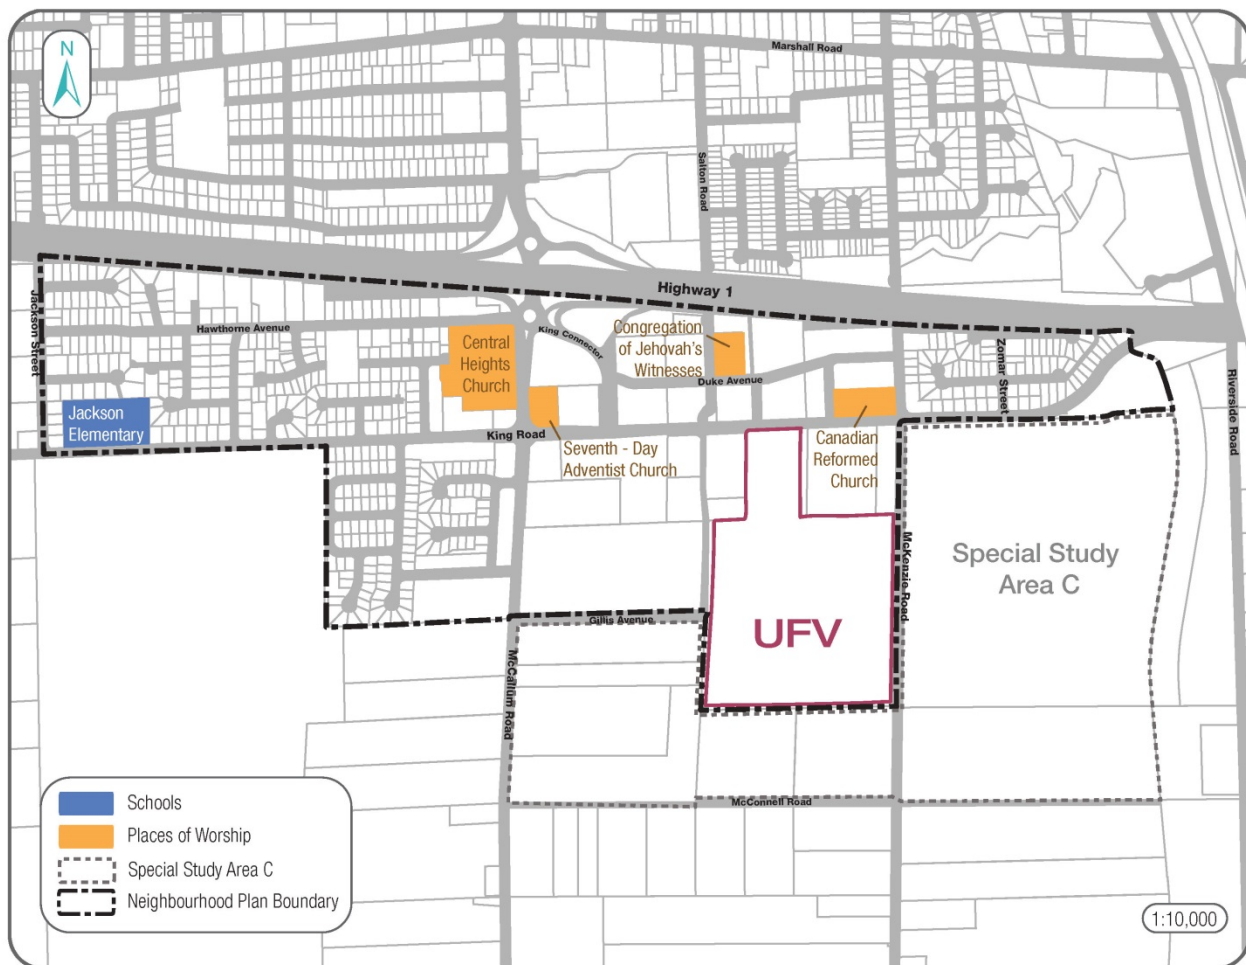 N
Marshall Road
Salton Road
Highway 1
Jackson Street
Hawthorne Avenue
King Connector
Central
Heights
Church
Congregation
of Jehovah's
Witnesses
Duke Avenue
Zomar Street
Riverside Road
Jackson
Elementary
King Road
Seventh - Day
Adventist Church
Canadian
Reformed
Church
McKenzie Road
Special Study
Area C
UFV
Gillis Avenue
McCallum Road
McConnell Road
Schools
Places of Worship
Special Study Area C
Neighbourhood Plan Boundary
1:10,000